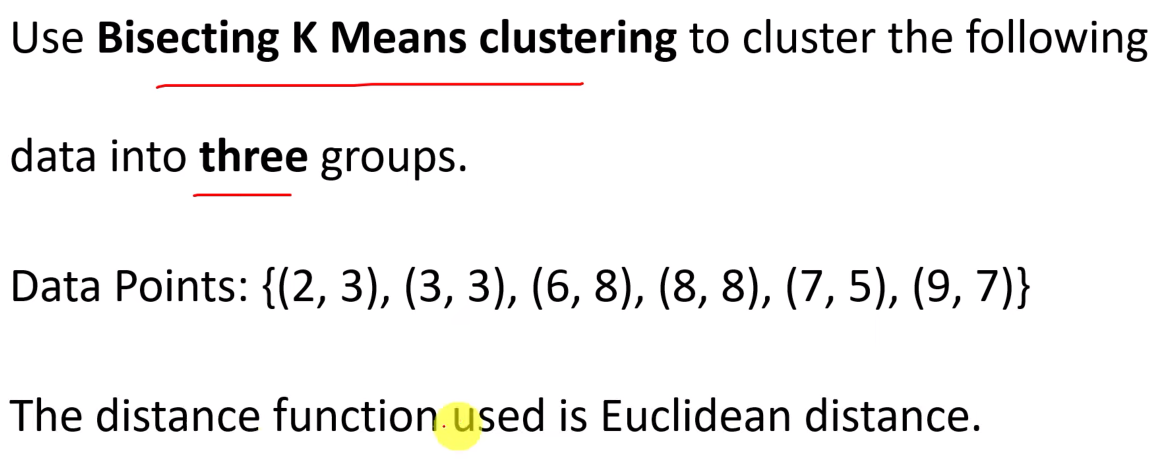 Use Bisecting K Means clustering to cluster the following
data into three groups.
Data Points: {(2, 3), (3, 3), (6, 8), (8, 8), (7, 5), (9, 7)}
The distance function used is Euclidean distance.